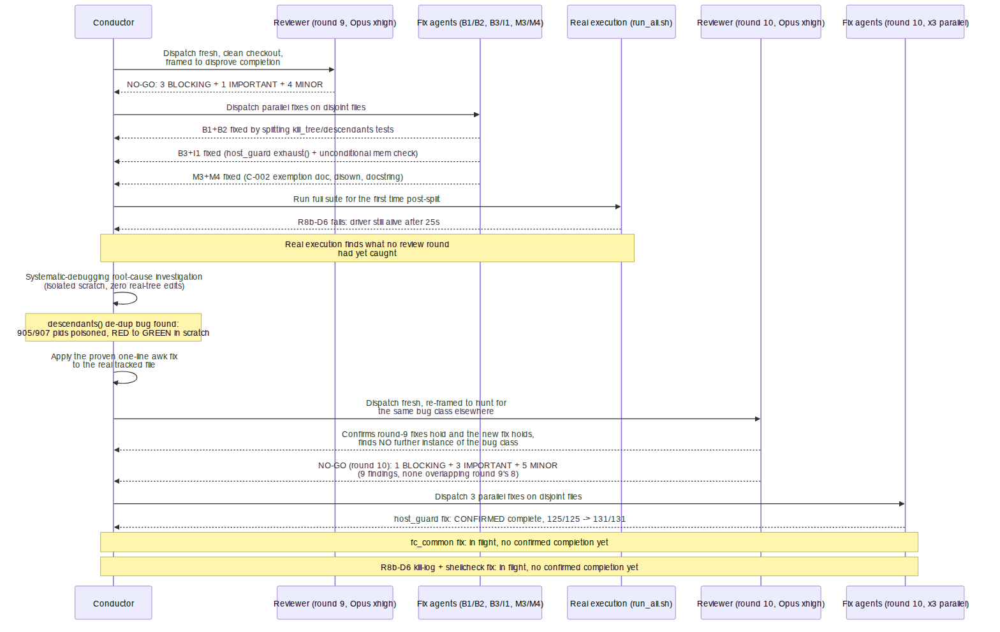 Conductor
Reviewer (round 9, Opus xhigh)
Fix agents (B1/B2, B3/I1, M3/M4)
Real execution (run_all.sh)
Reviewer (round 10, Opus xhigh)
Fix agents (round 10, x3 parallel)
Dispatch fresh, clean checkout,
framed to disprove completion
NO-GO: 3 BLOCKING + 1 IMPORTANT + 4 MINOR
Dispatch parallel fixes on disjoint files
B1+B2 fixed by splitting kill_tree/descendants tests
B3+I1 fixed (host_guard exhaust() + unconditional mem check)
M3+M4 fixed (C-002 exemption doc, disown, docstring)
Run full suite for the first time post-split
R8b-D6 fails: driver still alive after 25s
Real execution finds what no review round
had yet caught
Systematic-debugging root-cause investigation
(isolated scratch, zero real-tree edits)
descendants() de-dup bug found:
905/907 pids poisoned, RED to GREEN in scratch
Apply the proven one-line awk fix
to the real tracked file
Dispatch fresh, re-framed to hunt for
the same bug class elsewhere
Confirms round-9 fixes hold and the new fix holds,
finds NO further instance of the bug class
NO-GO (round 10): 1 BLOCKING + 3 IMPORTANT + 5 MINOR
(9 findings, none overlapping round 9's 8)
Dispatch 3 parallel fixes on disjoint files
host_guard fix: CONFIRMED complete, 125/125 -> 131/131
fc_common fix: in flight, no confirmed completion yet
R8b-D6 kill-log + shellcheck fix: in flight, no confirmed completion yet
Conductor
Reviewer (round 9, Opus xhigh)
Fix agents (B1/B2, B3/I1, M3/M4)
Real execution (run_all.sh)
Reviewer (round 10, Opus xhigh)
Fix agents (round 10, x3 parallel)